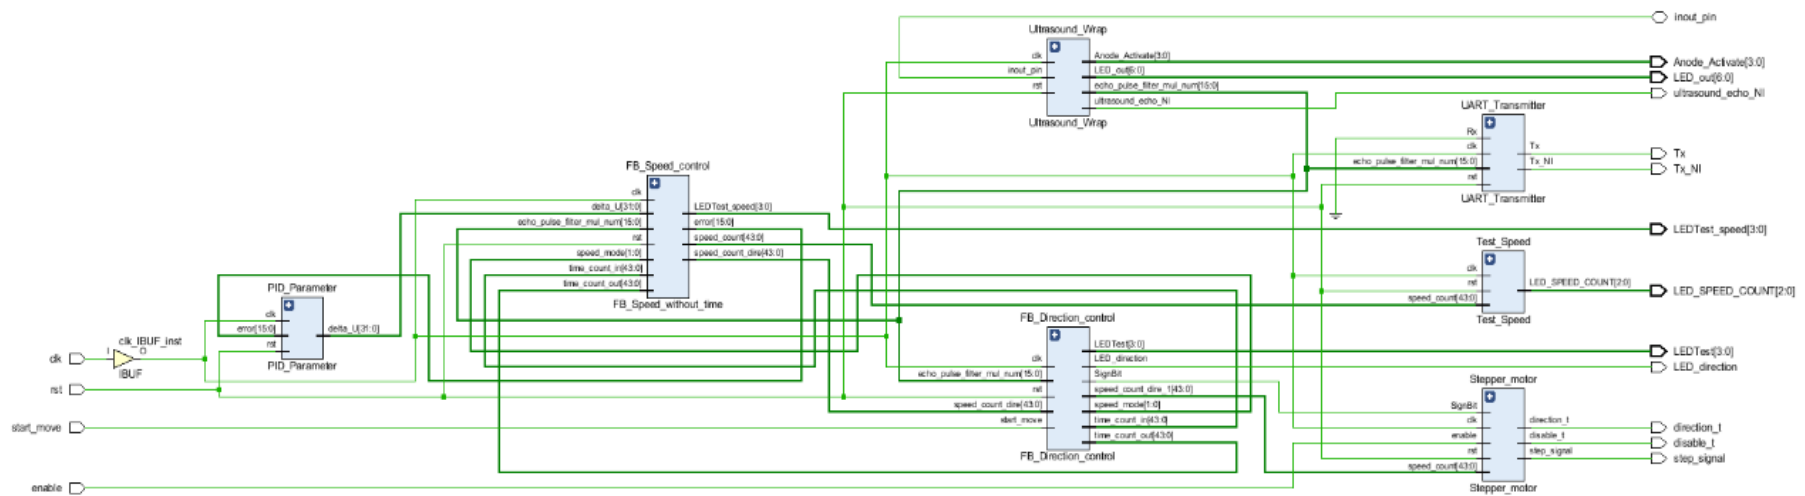 inout_pin
Ultrasound_Wrap
clk
inout_pin
rst
Anode_Activate[3:0]
LED_out[6:0]
echo_pulse_filter_mul_num[15:0]
ultrasound_echo_NI
Ultrasound_Wrap
Anode_Activate[3:0]
LED_out[6:0]
ultrasound_echo_NI
UART_Transmitter
Rx
clk
echo_pulse_filter_mul_num[15:0]
rst
Tx
Tx_NI
UART_Transmitter
Tx
Tx_NI
FB_Speed_control
clk
delta_U[31:0]
echo_pulse_filter_mul_num[15:0]
rst
speed_mode[1:0]
time_count_in[43:0]
time_count_out[43:0]
LEDTest_speed[3:0]
error[15:0]
speed_count[43:0]
speed_count_dire[43:0]
FB_Speed_without_time
LEDTest_speed[3:0]
Test_Speed
clk
rst
speed_count[43:0]
LED_SPEED_COUNT[2:0]
Test_Speed
LED_SPEED_COUNT[2:0]
PID_Parameter
clk
error[15:0]
rst
delta_U[31:0]
PID_Parameter
clk
I
clk_IBUF_inst
O
IBUF
rst
start_move
enable
FB_Direction_control
clk
echo_pulse_filter_mul_num[15:0]
rst
speed_count_dire[43:0]
start_move
LEDTest[3:0]
LED_direction
SignBit
speed_count_dire_1[43:0]
speed_mode[1:0]
time_count_in[43:0]
time_count_out[43:0]
FB_Direction_control
LEDTest[3:0]
LED_direction
Stepper_motor
SignBit
clk
enable
rst
speed_count[43:0]
direction_t
disable_t
step_signal
Stepper_motor
direction_t
disable_t
step_signal